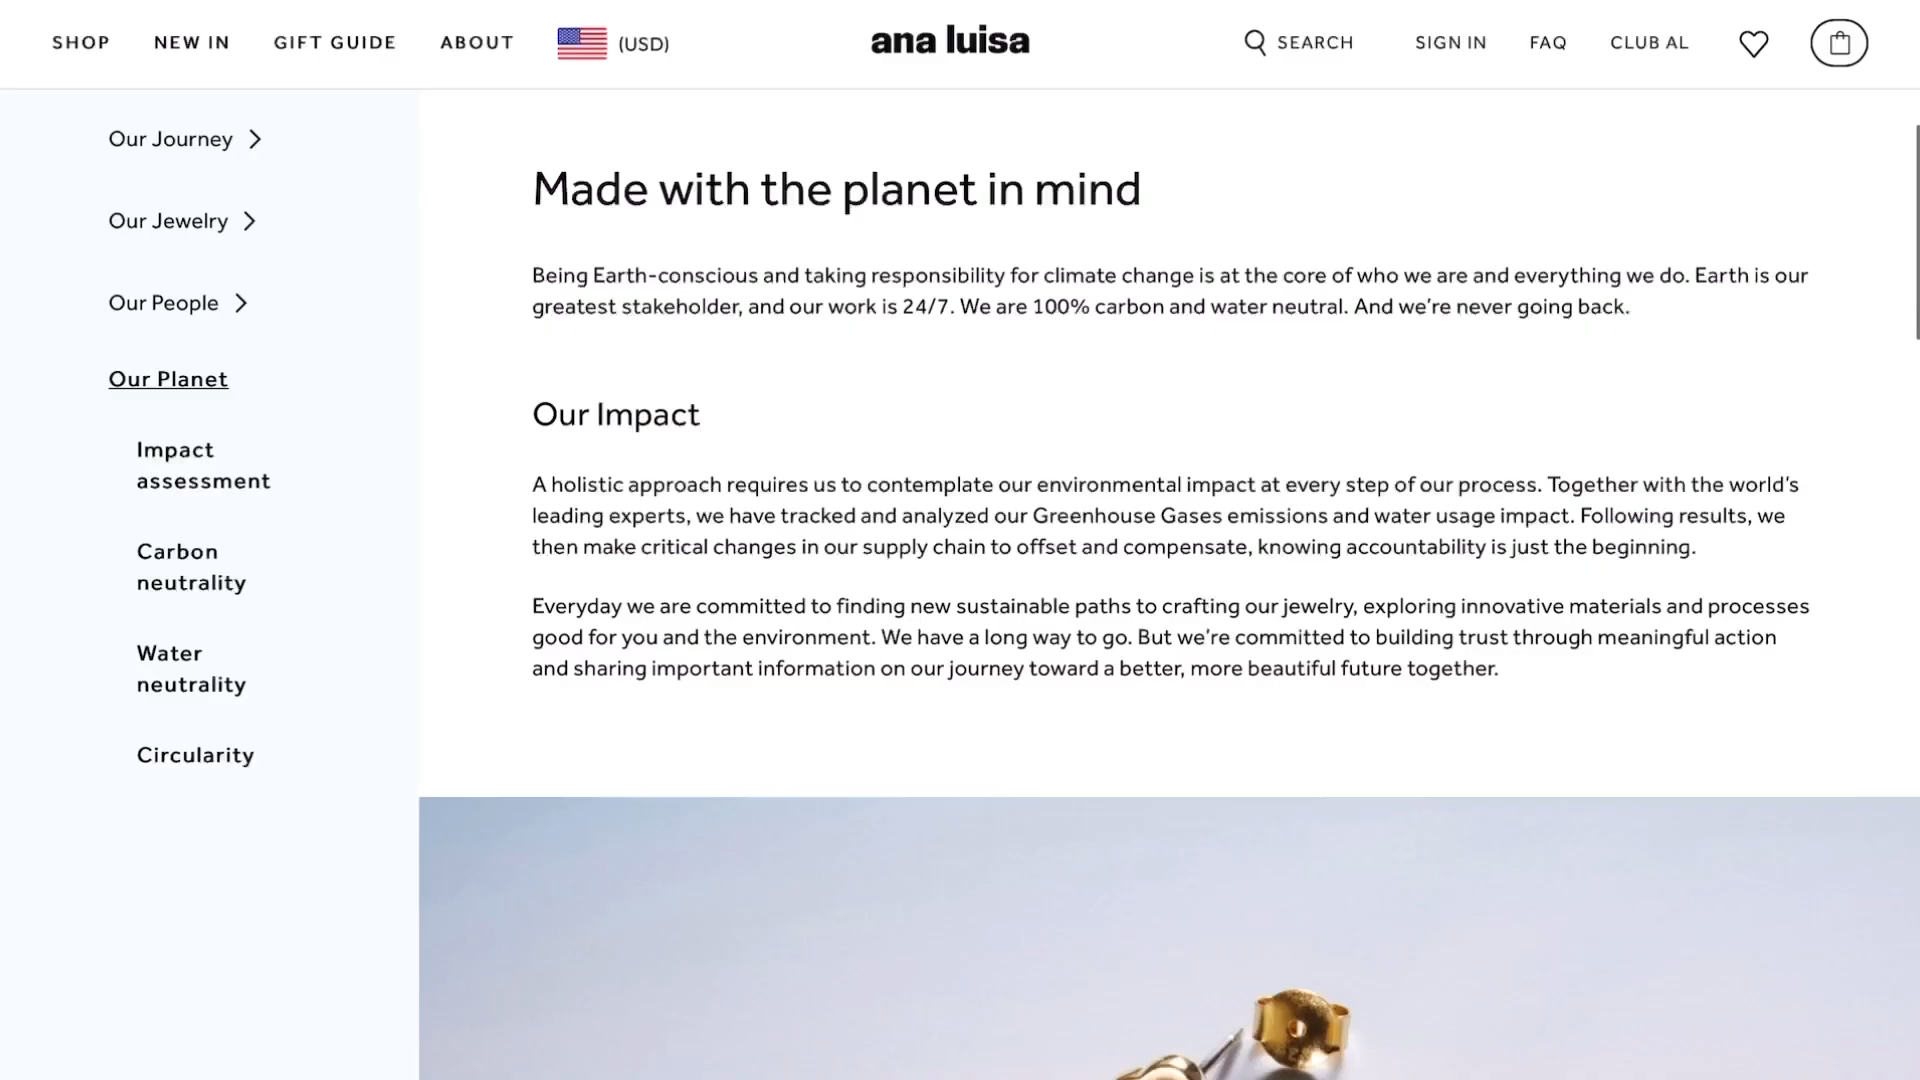 SHOP NEW IN GIFT GUIDE ABOUT (USD) ana luisa SEARCH SIGN IN FAQ CLUB AL
Our Journey
Our Jewelry
Our People
Our Planet
Impact
assessment
Carbon
neutrality
Water
neutrality
Circularity
Made with the planet in mind
Being Earth-conscious and taking responsibility for climate change is at the core of who we are and everything we do. Earth is our
greatest stakeholder, and our work is 24/7. We are 100% carbon and water neutral. And we’re never going back.
Our Impact
A holistic approach requires us to contemplate our environmental impact at every step of our process. Together with the world’s
leading experts, we have tracked and analyzed our Greenhouse Gases emissions and water usage impact. Following results, we
then make critical changes in our supply chain to offset and compensate, knowing accountability is just the beginning.
Everyday we are committed to finding new sustainable paths to crafting our jewelry, exploring innovative materials and processes
good for you and the environment. We have a long way to go. But we’re committed to building trust through meaningful action
and sharing important information on our journey toward a better, more beautiful future together.